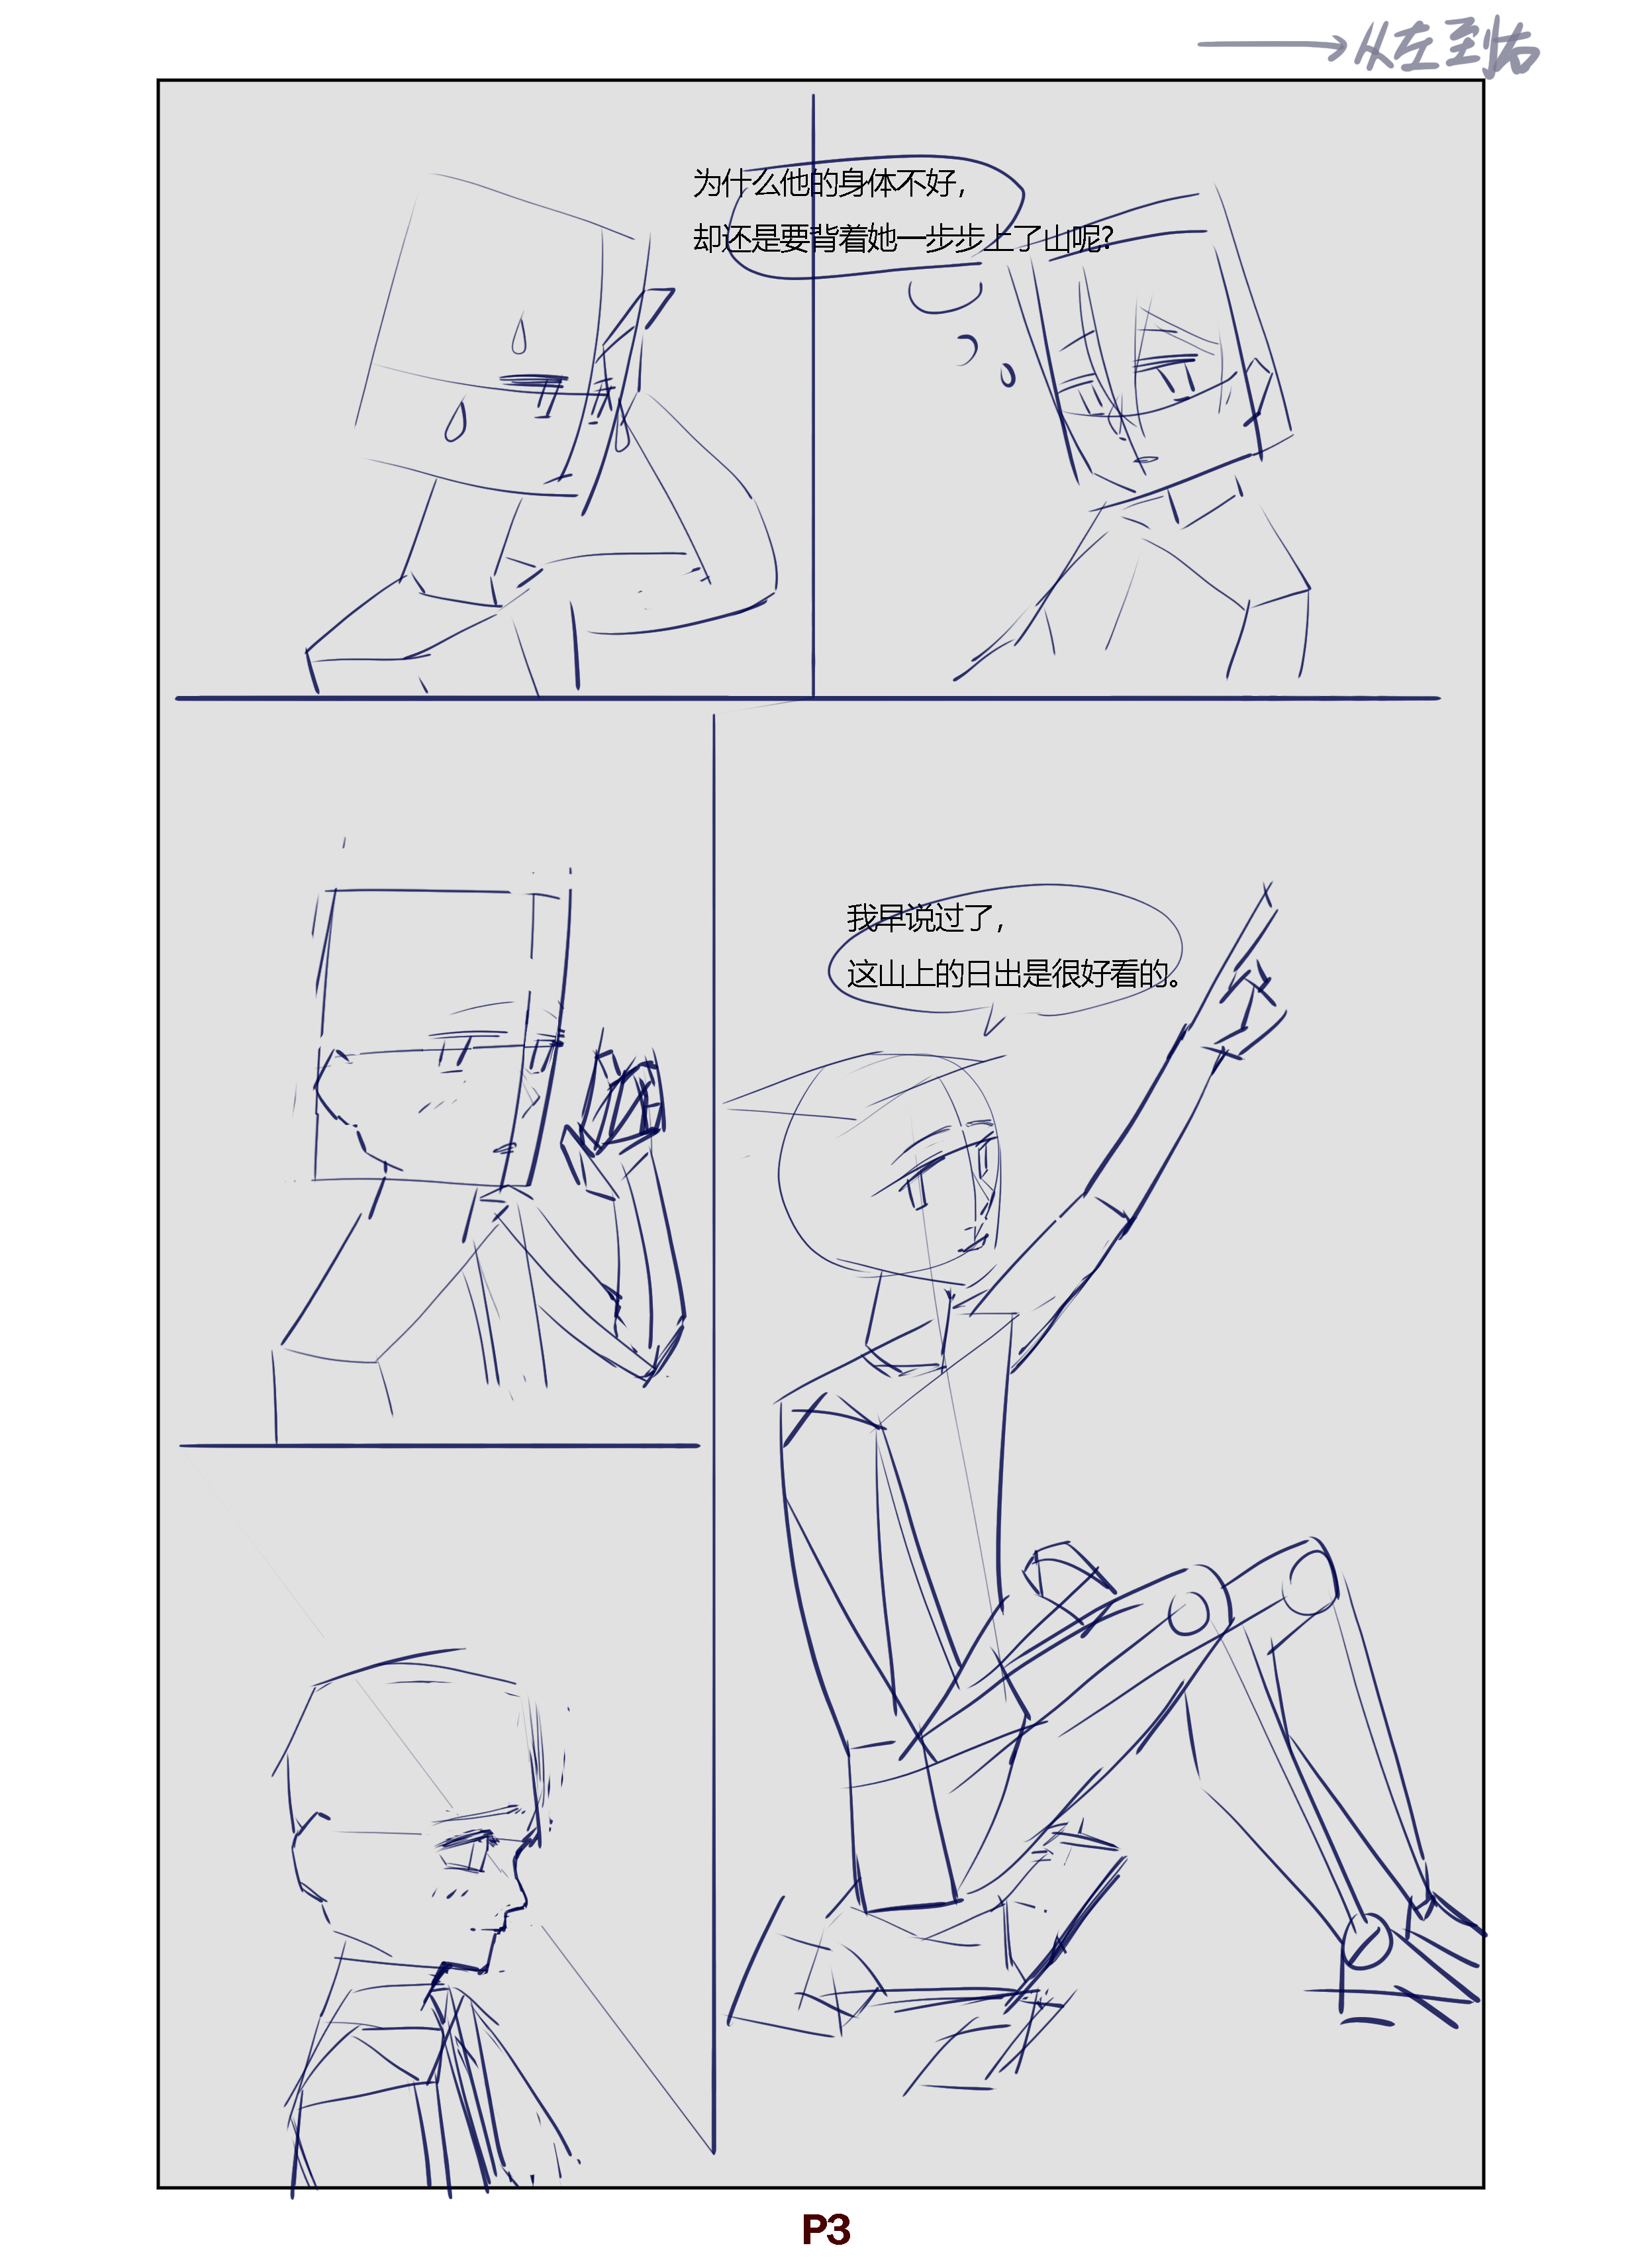 从左到右
为什么他的身体不好，
却还是要背着她一步步上了山呢？
我早说过了，
这山上的日出是很好看的。
P3